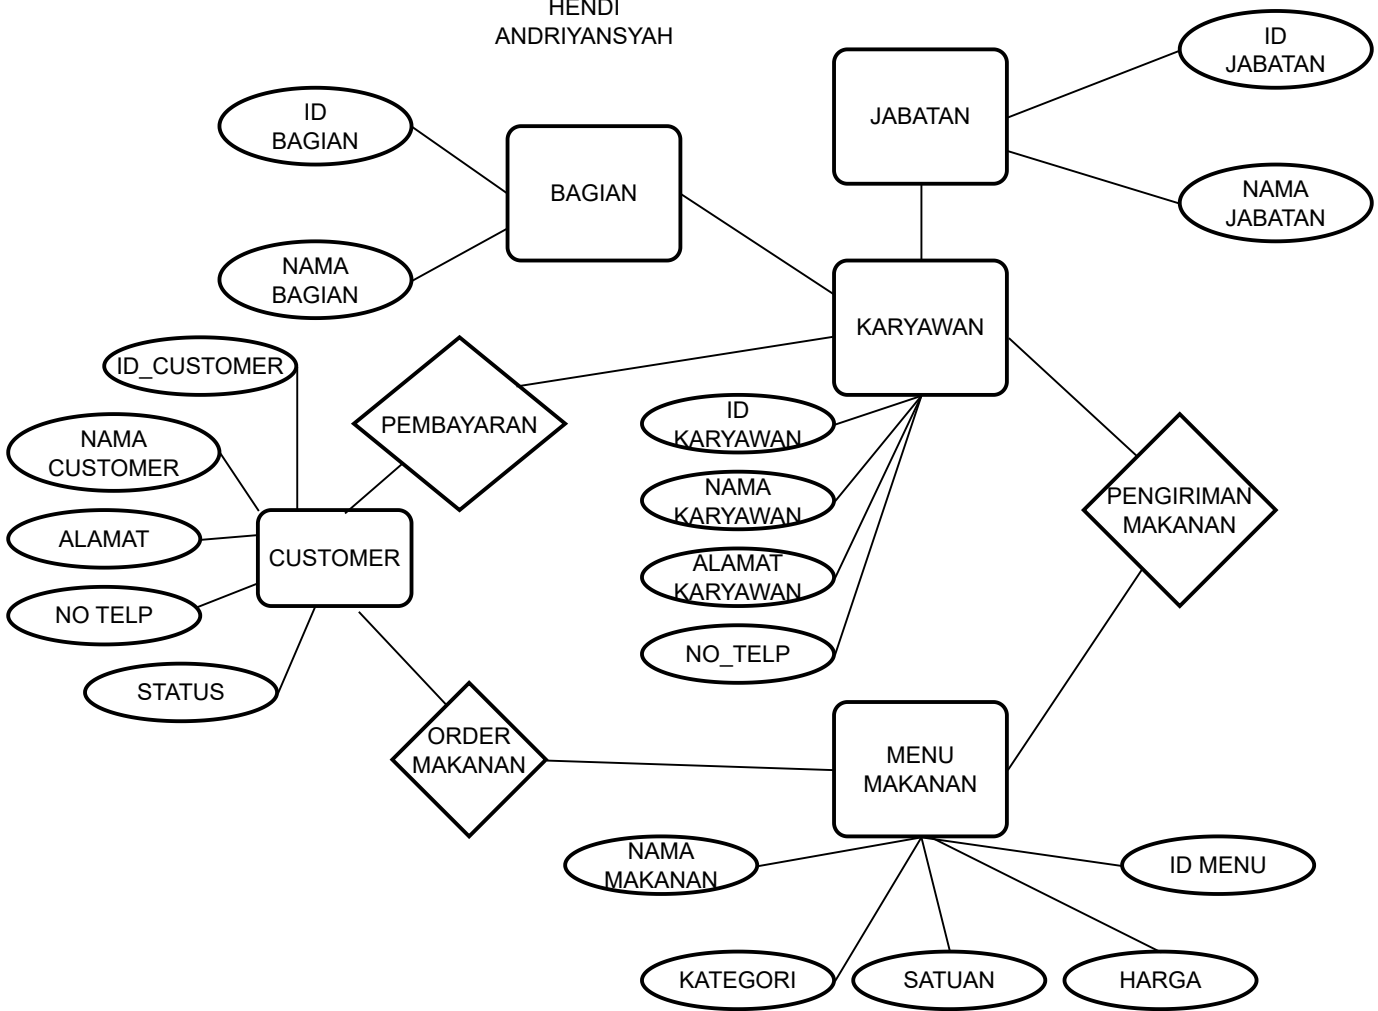 HENDI
ANDRIYANSYAH
ID
JABATAN
JABATAN
ID
BAGIAN
BAGIAN
NAMA
JABATAN
NAMA
BAGIAN
KARYAWAN
ID_CUSTOMER
PEMBAYARAN
ID
KARYAWAN
NAMA
CUSTOMER
NAMA
KARYAWAN
PENGIRIMAN
MAKANAN
ALAMAT
CUSTOMER
ALAMAT
KARYAWAN
NO TELP
NO_TELP
STATUS
ORDER
MAKANAN
MENU
MAKANAN
NAMA
MAKANAN
ID MENU
KATEGORI
SATUAN
HARGA